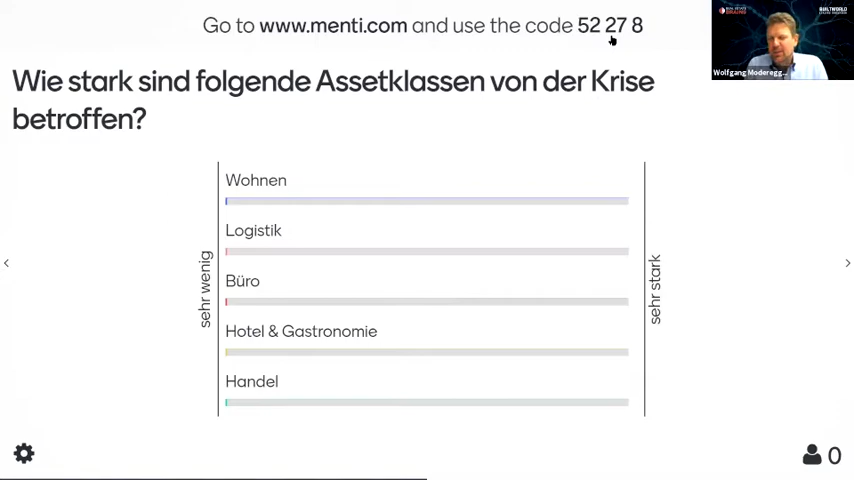 Go to www.menti.com and use the code 52 27 8
Wie stark sind folgende Assetklassen von der Krise
betroffen?
Wohnen
Logistik
Büro
Hotel & Gastronomie
Handel
sehr wenig
sehr stark
0
BUILTWORLD
Wolfgang Moderegg...